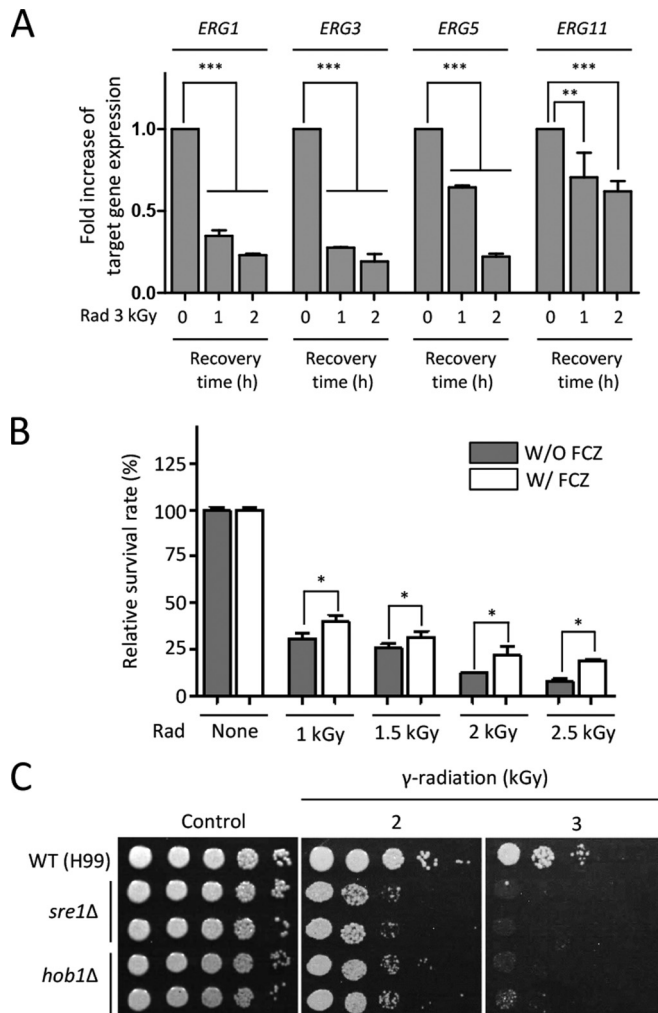 A
ERG1 ERG3 ERG5 ERG11
*** *** *** ***
**
Fold increase of
target gene expression
1.0
0.5
0.0
Rad 3 kGy 0 1 2 0 1 2 0 1 2 0 1 2
Recovery Recovery Recovery Recovery
time (h) time (h) time (h) time (h)
B
W/O FCZ
W/ FCZ
Relative survival rate (%)
125
100
75
50
25
0
* * * *
Rad None 1 kGy 1.5 kGy 2 kGy 2.5 kGy
C
γ-radiation (kGy)
Control 2 3
WT (H99)
sre1Δ
hob1Δ